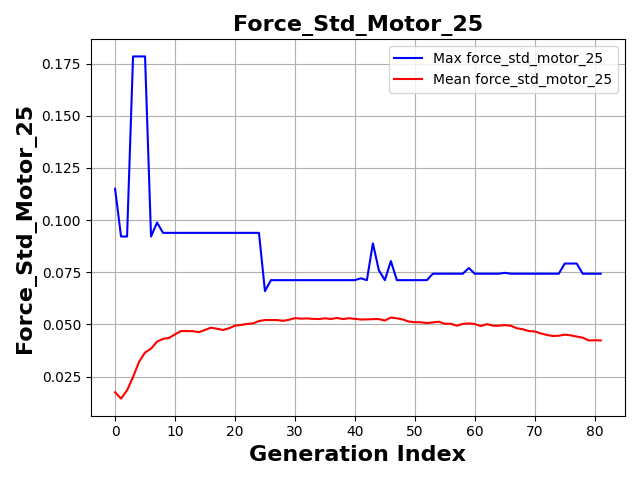 Force_Std_Motor_25
Max force_std_motor_25
Mean force_std_motor_25
Force_Std_Motor_25
0.175
0.150
0.125
0.100
0.075
0.050
0.025
0 10 20 30 40 50 60 70 80
Generation Index